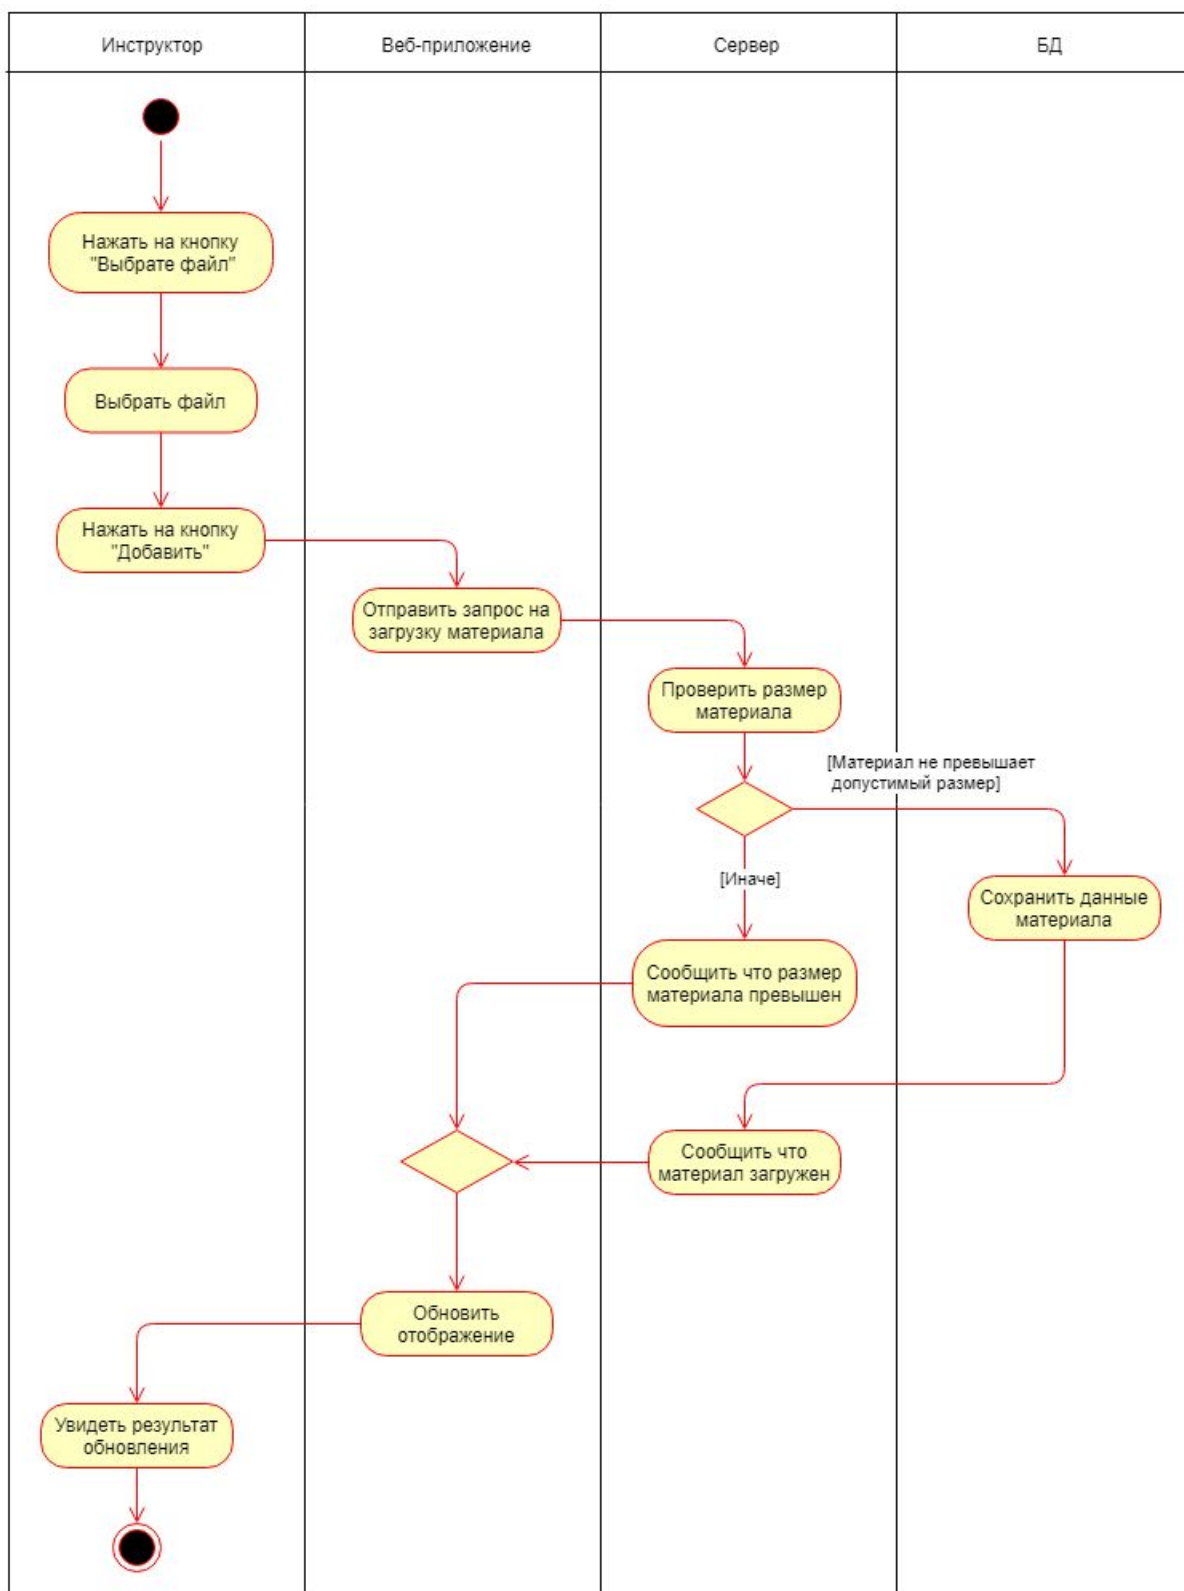 Инструктор
Веб-приложение
Сервер
БД
Нажать на кнопку
"Выбрате файл"
Выбрать файл
Нажать на кнопку
"Добавить"
Отправить запрос на
загрузку материала
Проверить размер
материала
[Материал не превышает
допустимый размер]
[Иначе]
Сохранить данные
материала
Сообщить что размер
материала превышен
Сообщить что
материал загружен
Обновить
отображение
Увидеть результат
обновления